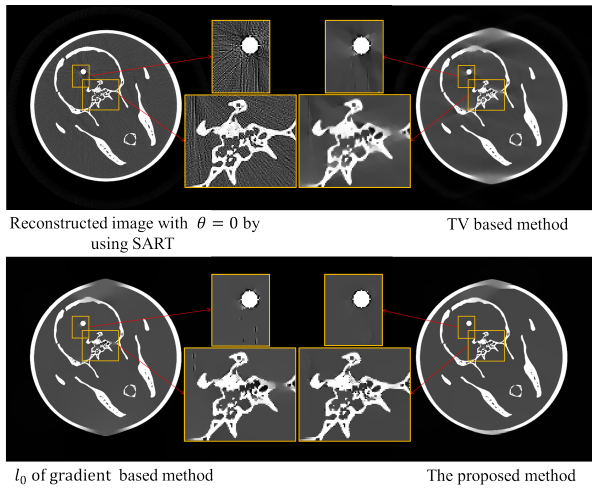 Reconstructed image with θ = 0 by
using SART
TV based method
l₀ of gradient based method
The proposed method